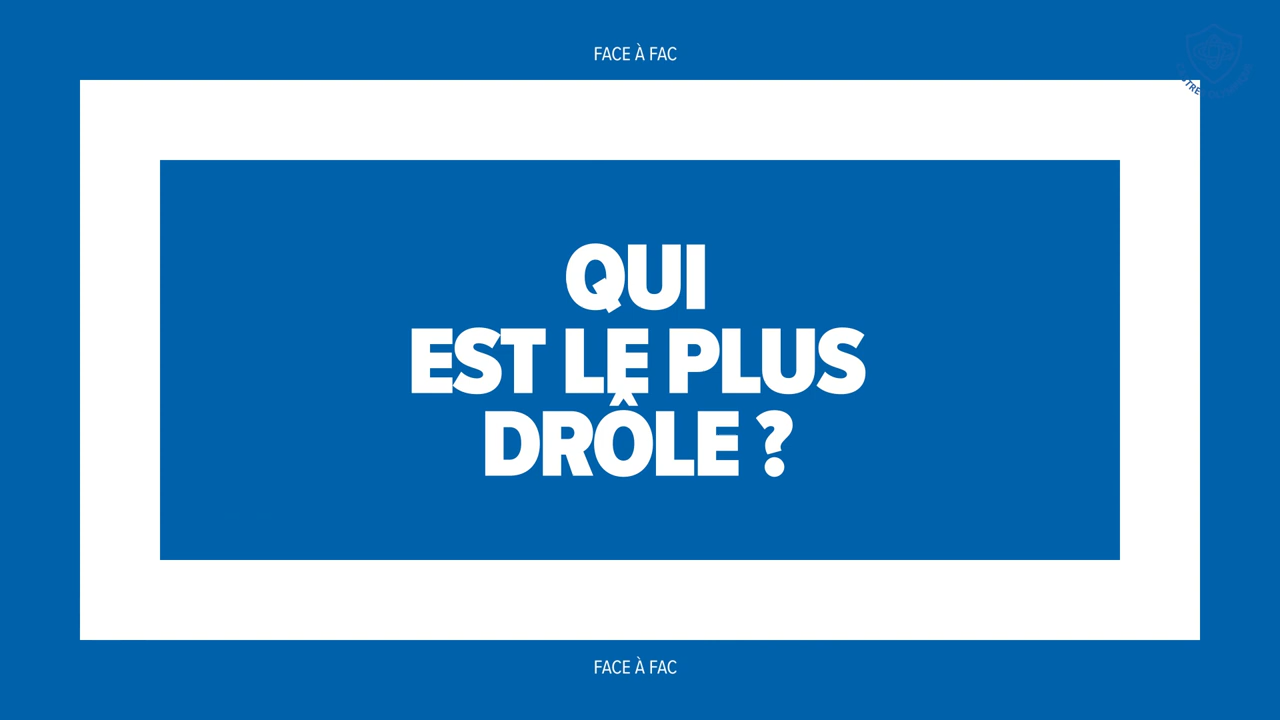 FACE À FAC
QUI
EST LE PLUS
DRÔLE ?
FACE À FAC